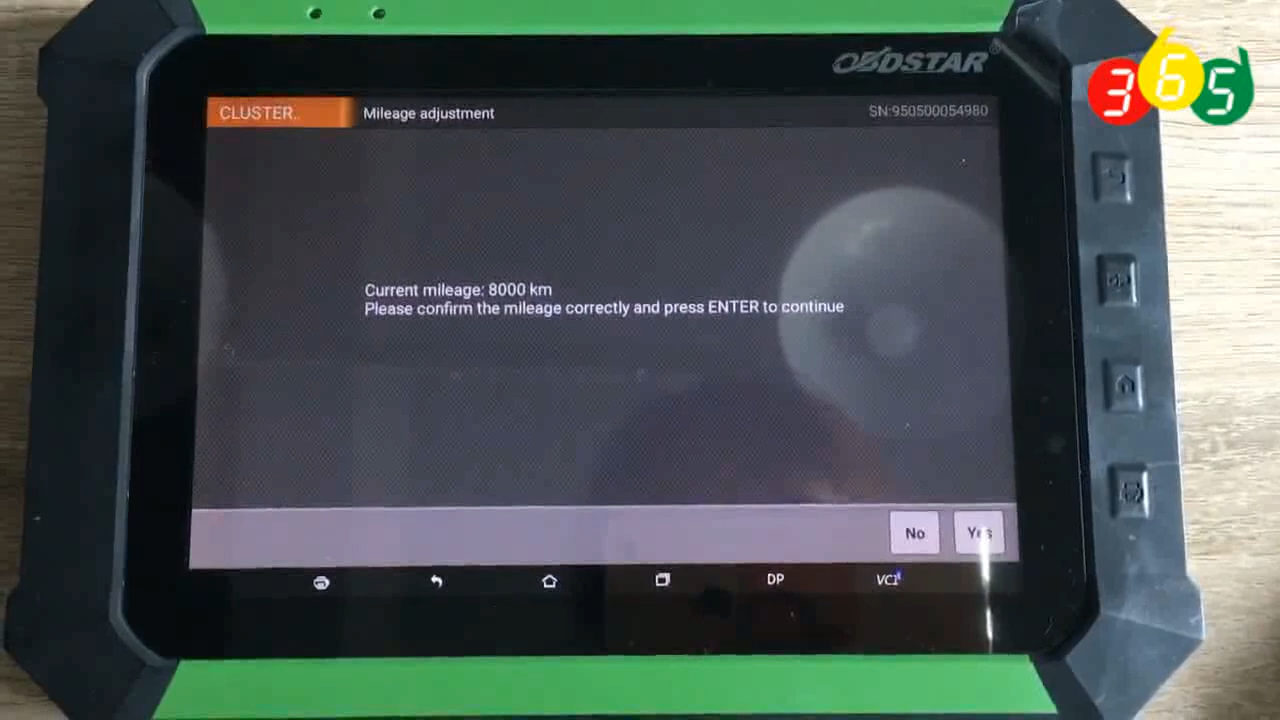 OBDSTAR®
365
CLUSTER..
Mileage adjustment
SN:950500054980
Current mileage: 8000 km
Please confirm the mileage correctly and press ENTER to continue
No
Yes
DP
VCI